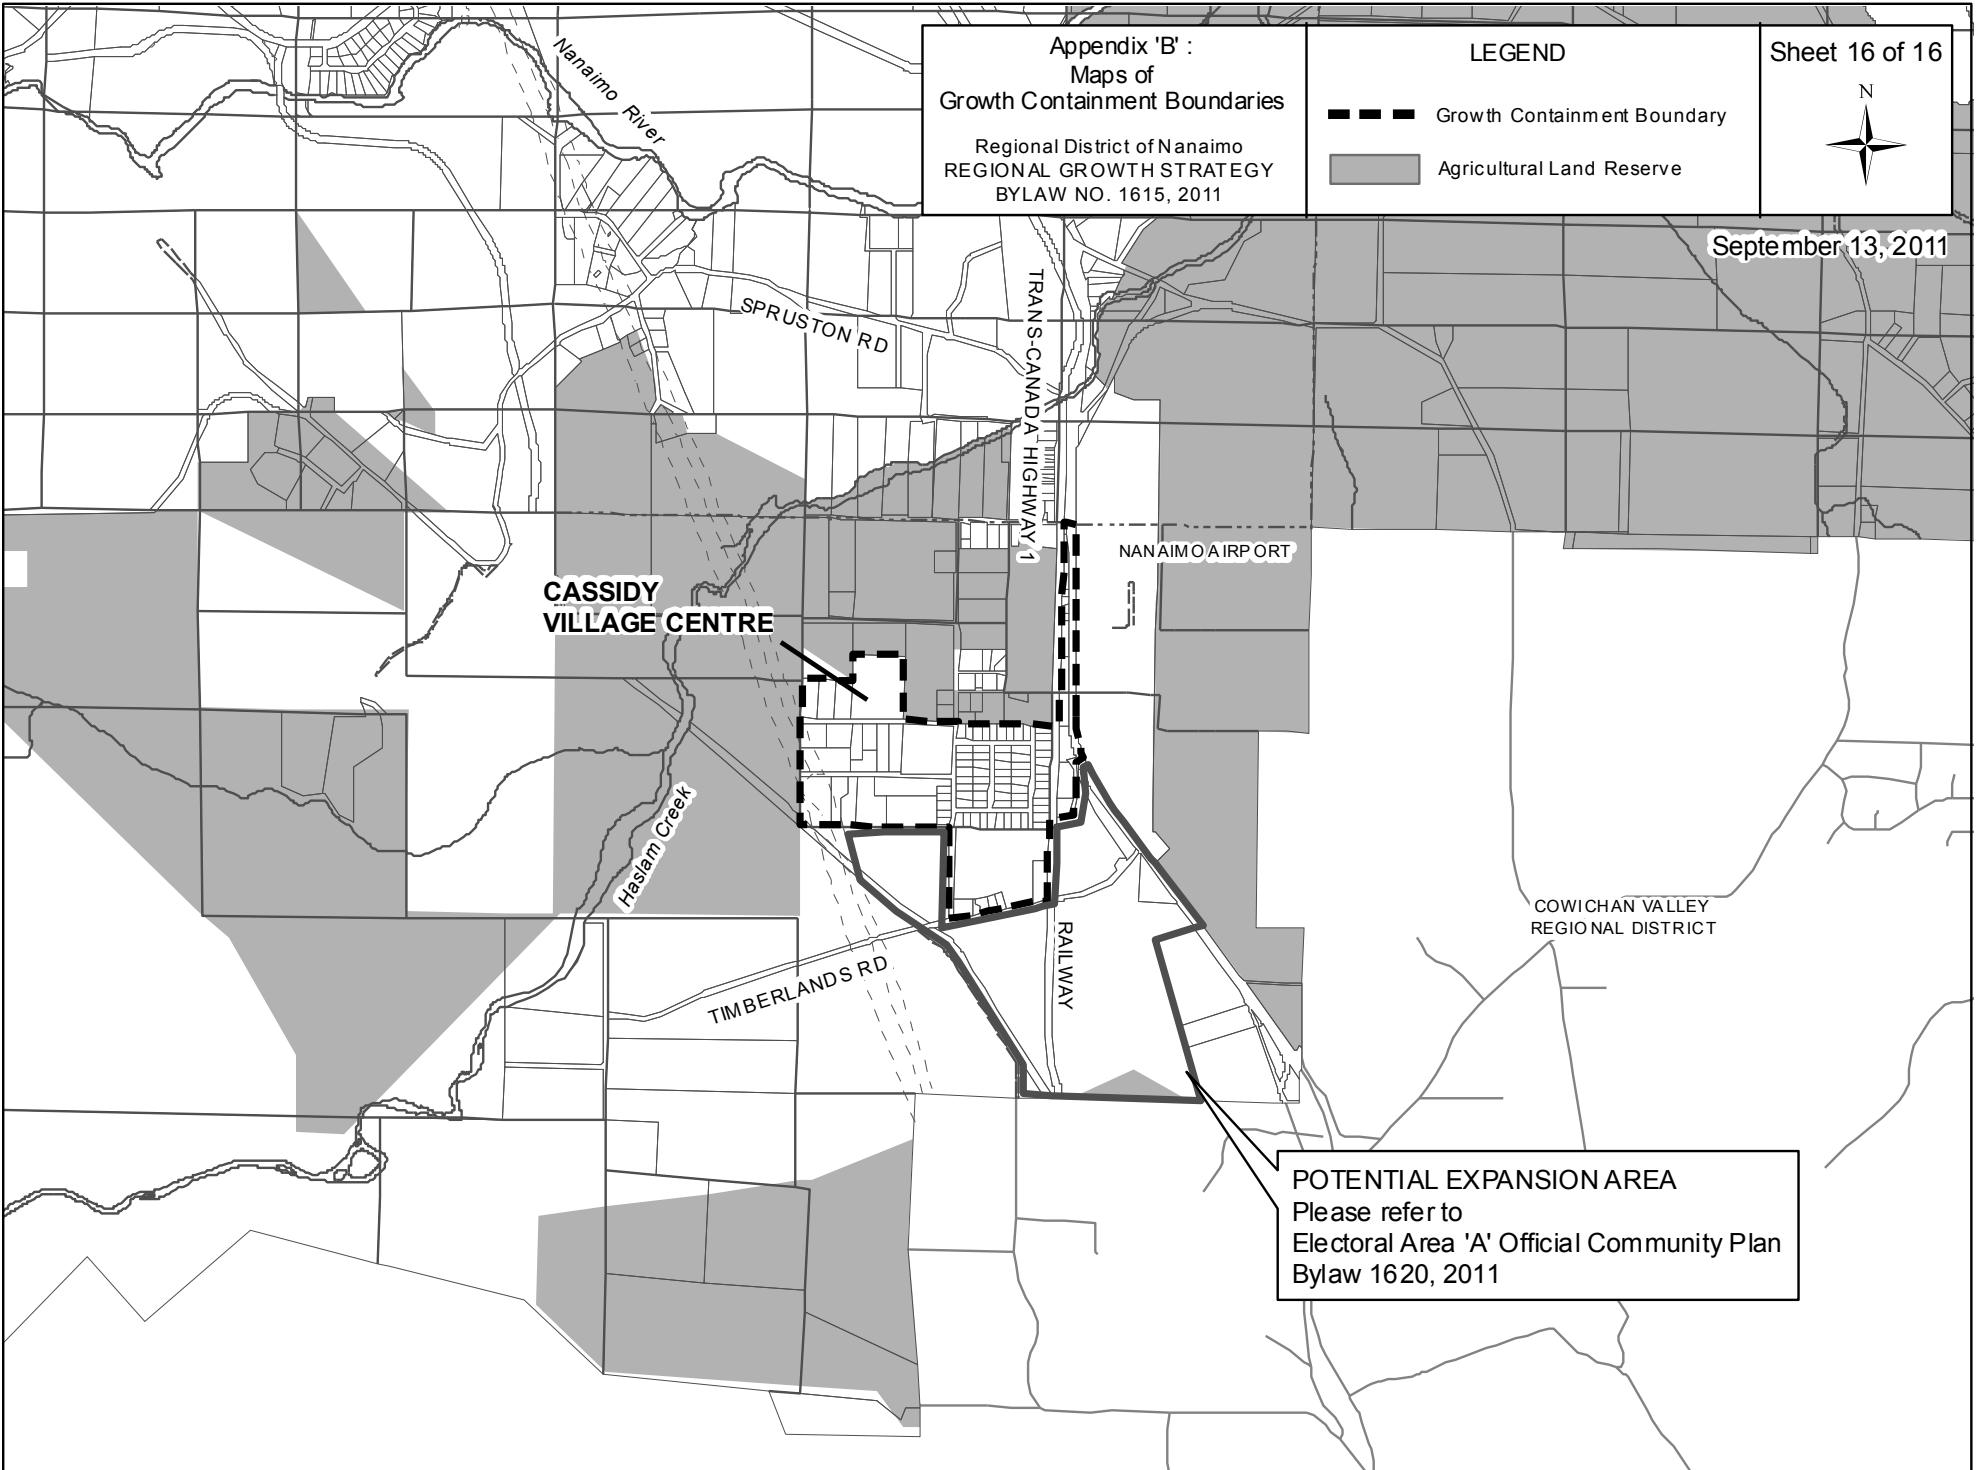 Appendix 'B' :
Maps of
Growth Containment Boundaries
Regional District of Nanaimo
REGIONAL GROWTH STRATEGY
BYLAW NO. 1615, 2011
LEGEND
Growth Containment Boundary
Agricultural Land Reserve
Sheet 16 of 16
N
September 13, 2011
Nanaimo River
SPRUSTON RD
TRANS-CANADA HIGHWAY 1
NANAIMO AIRPORT
CASSIDY
VILLAGE CENTRE
Haslam Creek
COWICHAN VALLEY
REGIONAL DISTRICT
RAILWAY
TIMBERLANDS RD
POTENTIAL EXPANSION AREA
Please refer to
Electoral Area 'A' Official Community Plan
Bylaw 1620, 2011